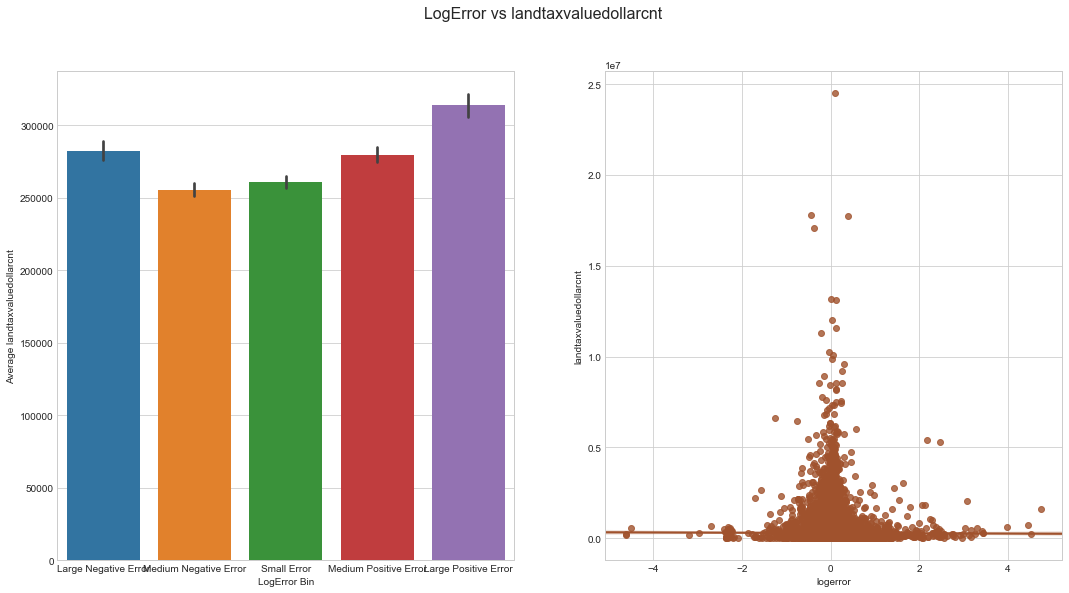 LogError vs landtaxvaluedollarcnt
Average landtaxvaluedollarcnt
300000
250000
200000
150000
100000
50000
0
Large Negative Error
Medium Negative Error
Small Error
Medium Positive Error
Large Positive Error
LogError Bin
1e7
landtaxvaluedollarcnt
2.5
2.0
1.5
1.0
0.5
0.0
−4
−2
0
2
4
logerror